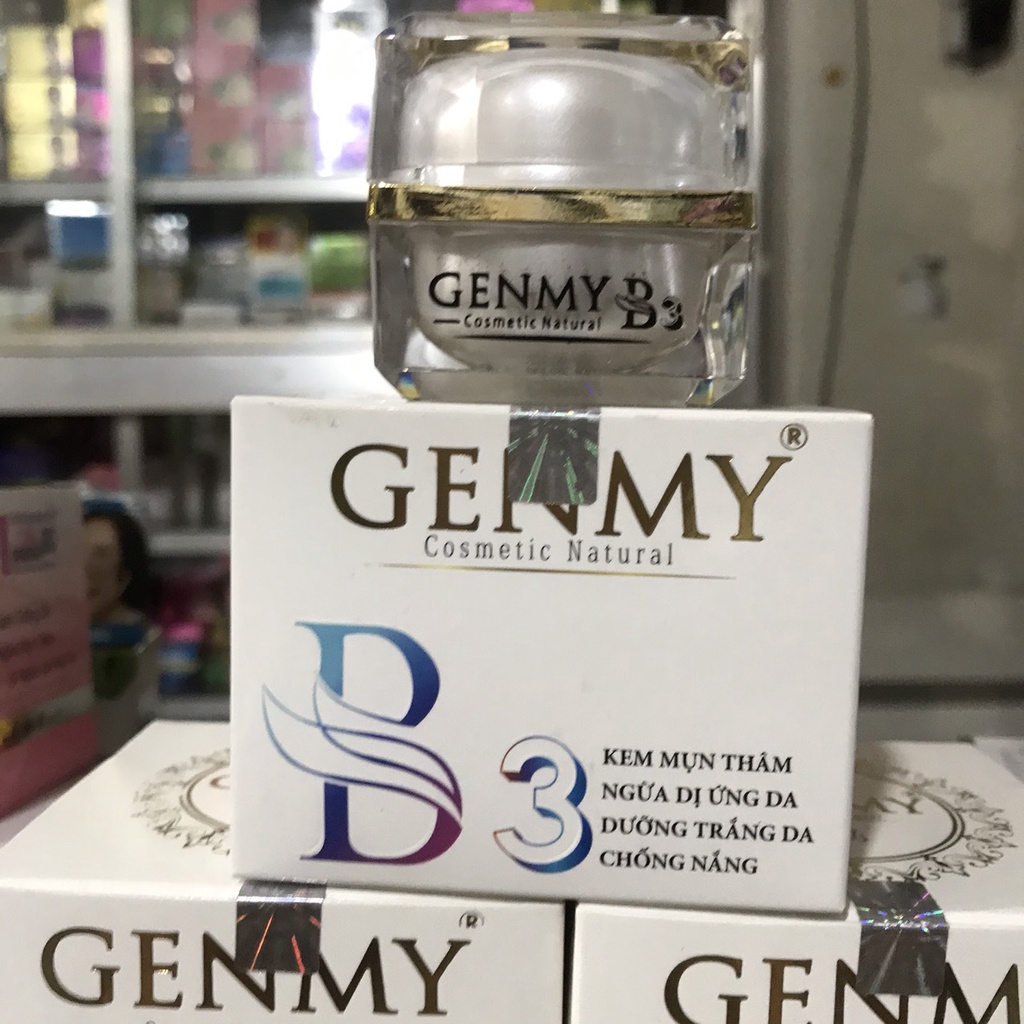 GENMY B3
Cosmetic Natural
GENMY®
Cosmetic Natural
B3
KEM MỤN THÂM
NGỪA DỊ ỨNG DA
DƯỠNG TRẮNG DA
CHỐNG NẮNG
GENMY®
GENM